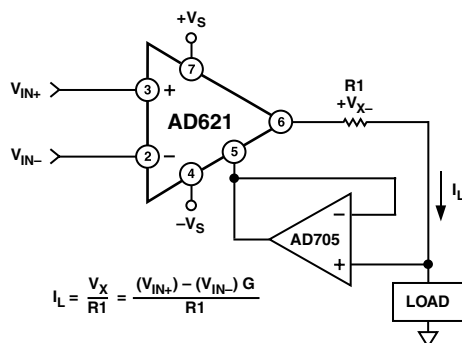 +VS
7
R1
+VX–
VIN+
3
+
AD621
6
VIN–
2
–
5
4
–VS
IL
–
AD705
+
LOAD
IL = VX / R1 = (VIN+) – (VIN–) G / R1